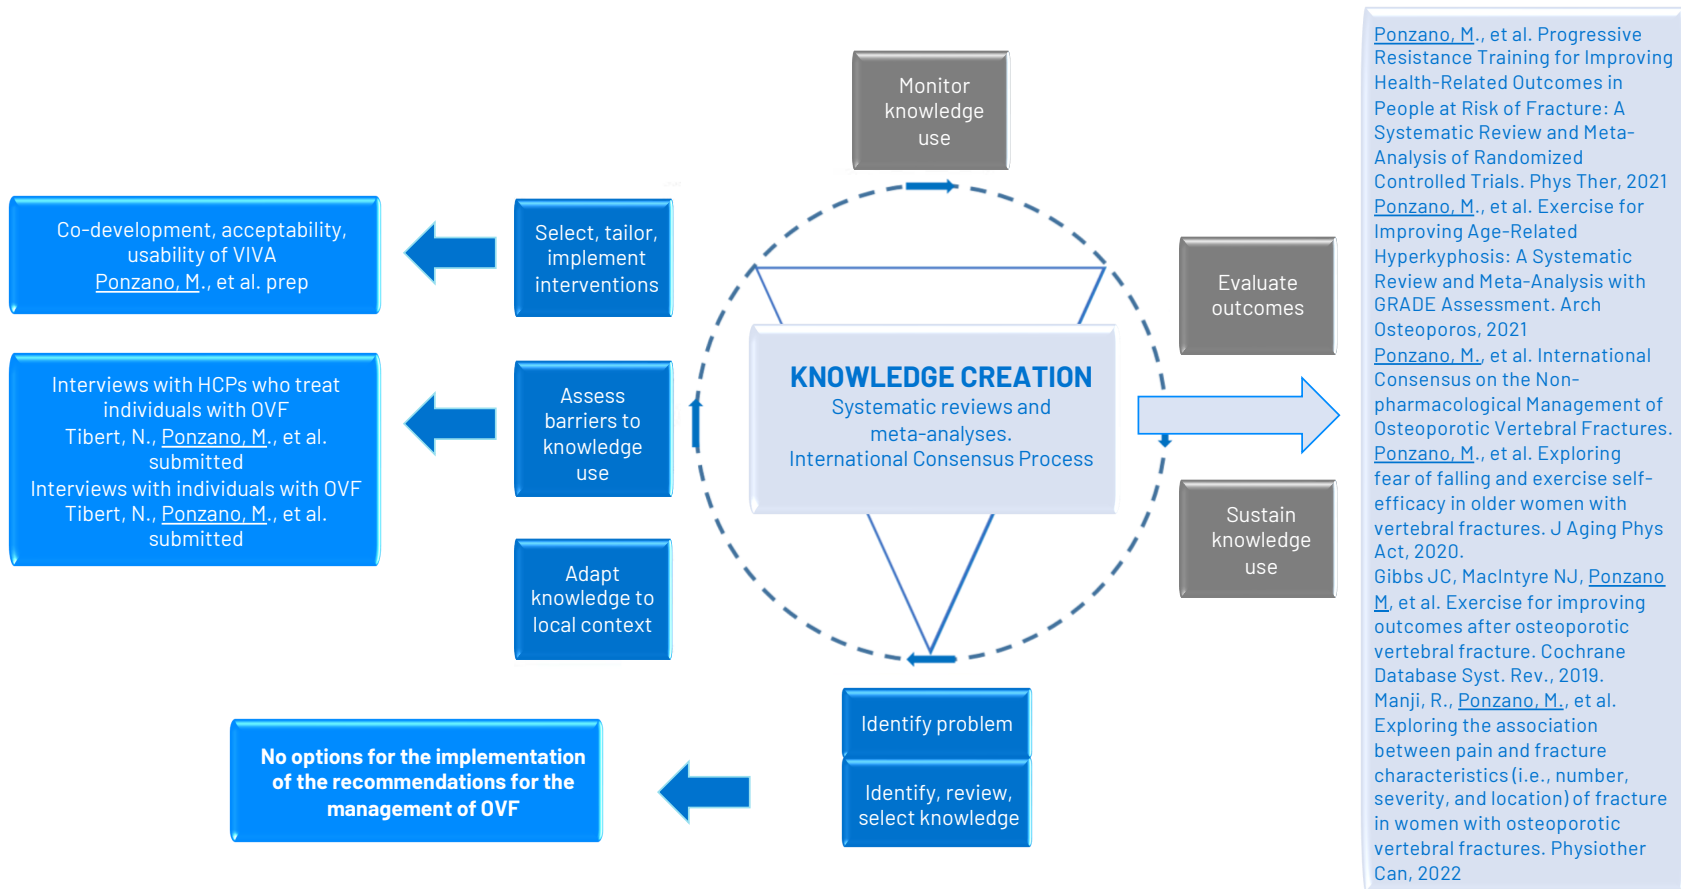 Monitor
knowledge
use
Co-development, acceptability,
usability of VIVA
Ponzano, M., et al. prep
Select, tailor,
implement
interventions
Evaluate
outcomes
Interviews with HCPs who treat
individuals with OVF
Tibert, N., Ponzano, M., et al.
submitted
Interviews with individuals with OVF
Tibert, N., Ponzano, M., et al.
submitted
Assess
barriers to
knowledge
use
KNOWLEDGE CREATION
Systematic reviews and
meta-analyses.
International Consensus Process
Sustain
knowledge
use
Adapt
knowledge to
local context
Identify problem
Identify, review,
select knowledge
No options for the implementation
of the recommendations for the
management of OVF
Ponzano, M., et al. Progressive
Resistance Training for Improving
Health-Related Outcomes in
People at Risk of Fracture: A
Systematic Review and Meta-
Analysis of Randomized
Controlled Trials. Phys Ther, 2021
Ponzano, M., et al. Exercise for
Improving Age-Related
Hyperkyphosis: A Systematic
Review and Meta-Analysis with
GRADE Assessment. Arch
Osteoporos, 2021
Ponzano, M., et al. International
Consensus on the Non-
pharmacological Management of
Osteoporotic Vertebral Fractures.
Ponzano, M., et al. Exploring
fear of falling and exercise self-
efficacy in older women with
vertebral fractures. J Aging Phys
Act, 2020.
Gibbs JC, MacIntyre NJ, Ponzano
M, et al. Exercise for improving
outcomes after osteoporotic
vertebral fracture. Cochrane
Database Syst. Rev., 2019.
Manji, R., Ponzano, M., et al.
Exploring the association
between pain and fracture
characteristics (i.e., number,
severity, and location) of fracture
in women with osteoporotic
vertebral fractures. Physiother
Can, 2022